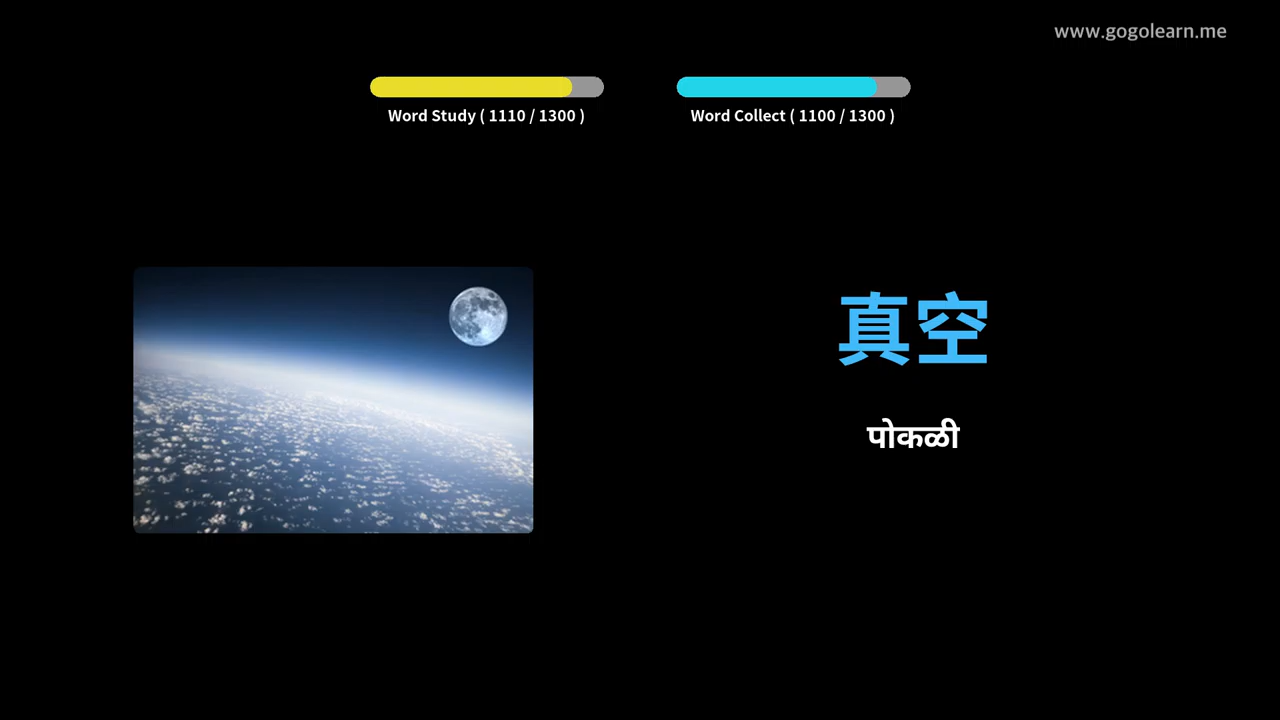 www.gogolearn.me
Word Study ( 1110 / 1300 )
Word Collect ( 1100 / 1300 )
真空
पोकळी